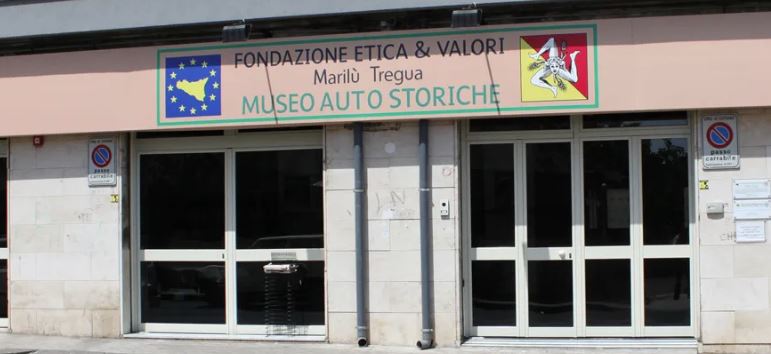 FONDAZIONE ETICA & VALORI
Marilù Tregua
MUSEO AUTO STORICHE
passo
carrabile
passo
carrabile